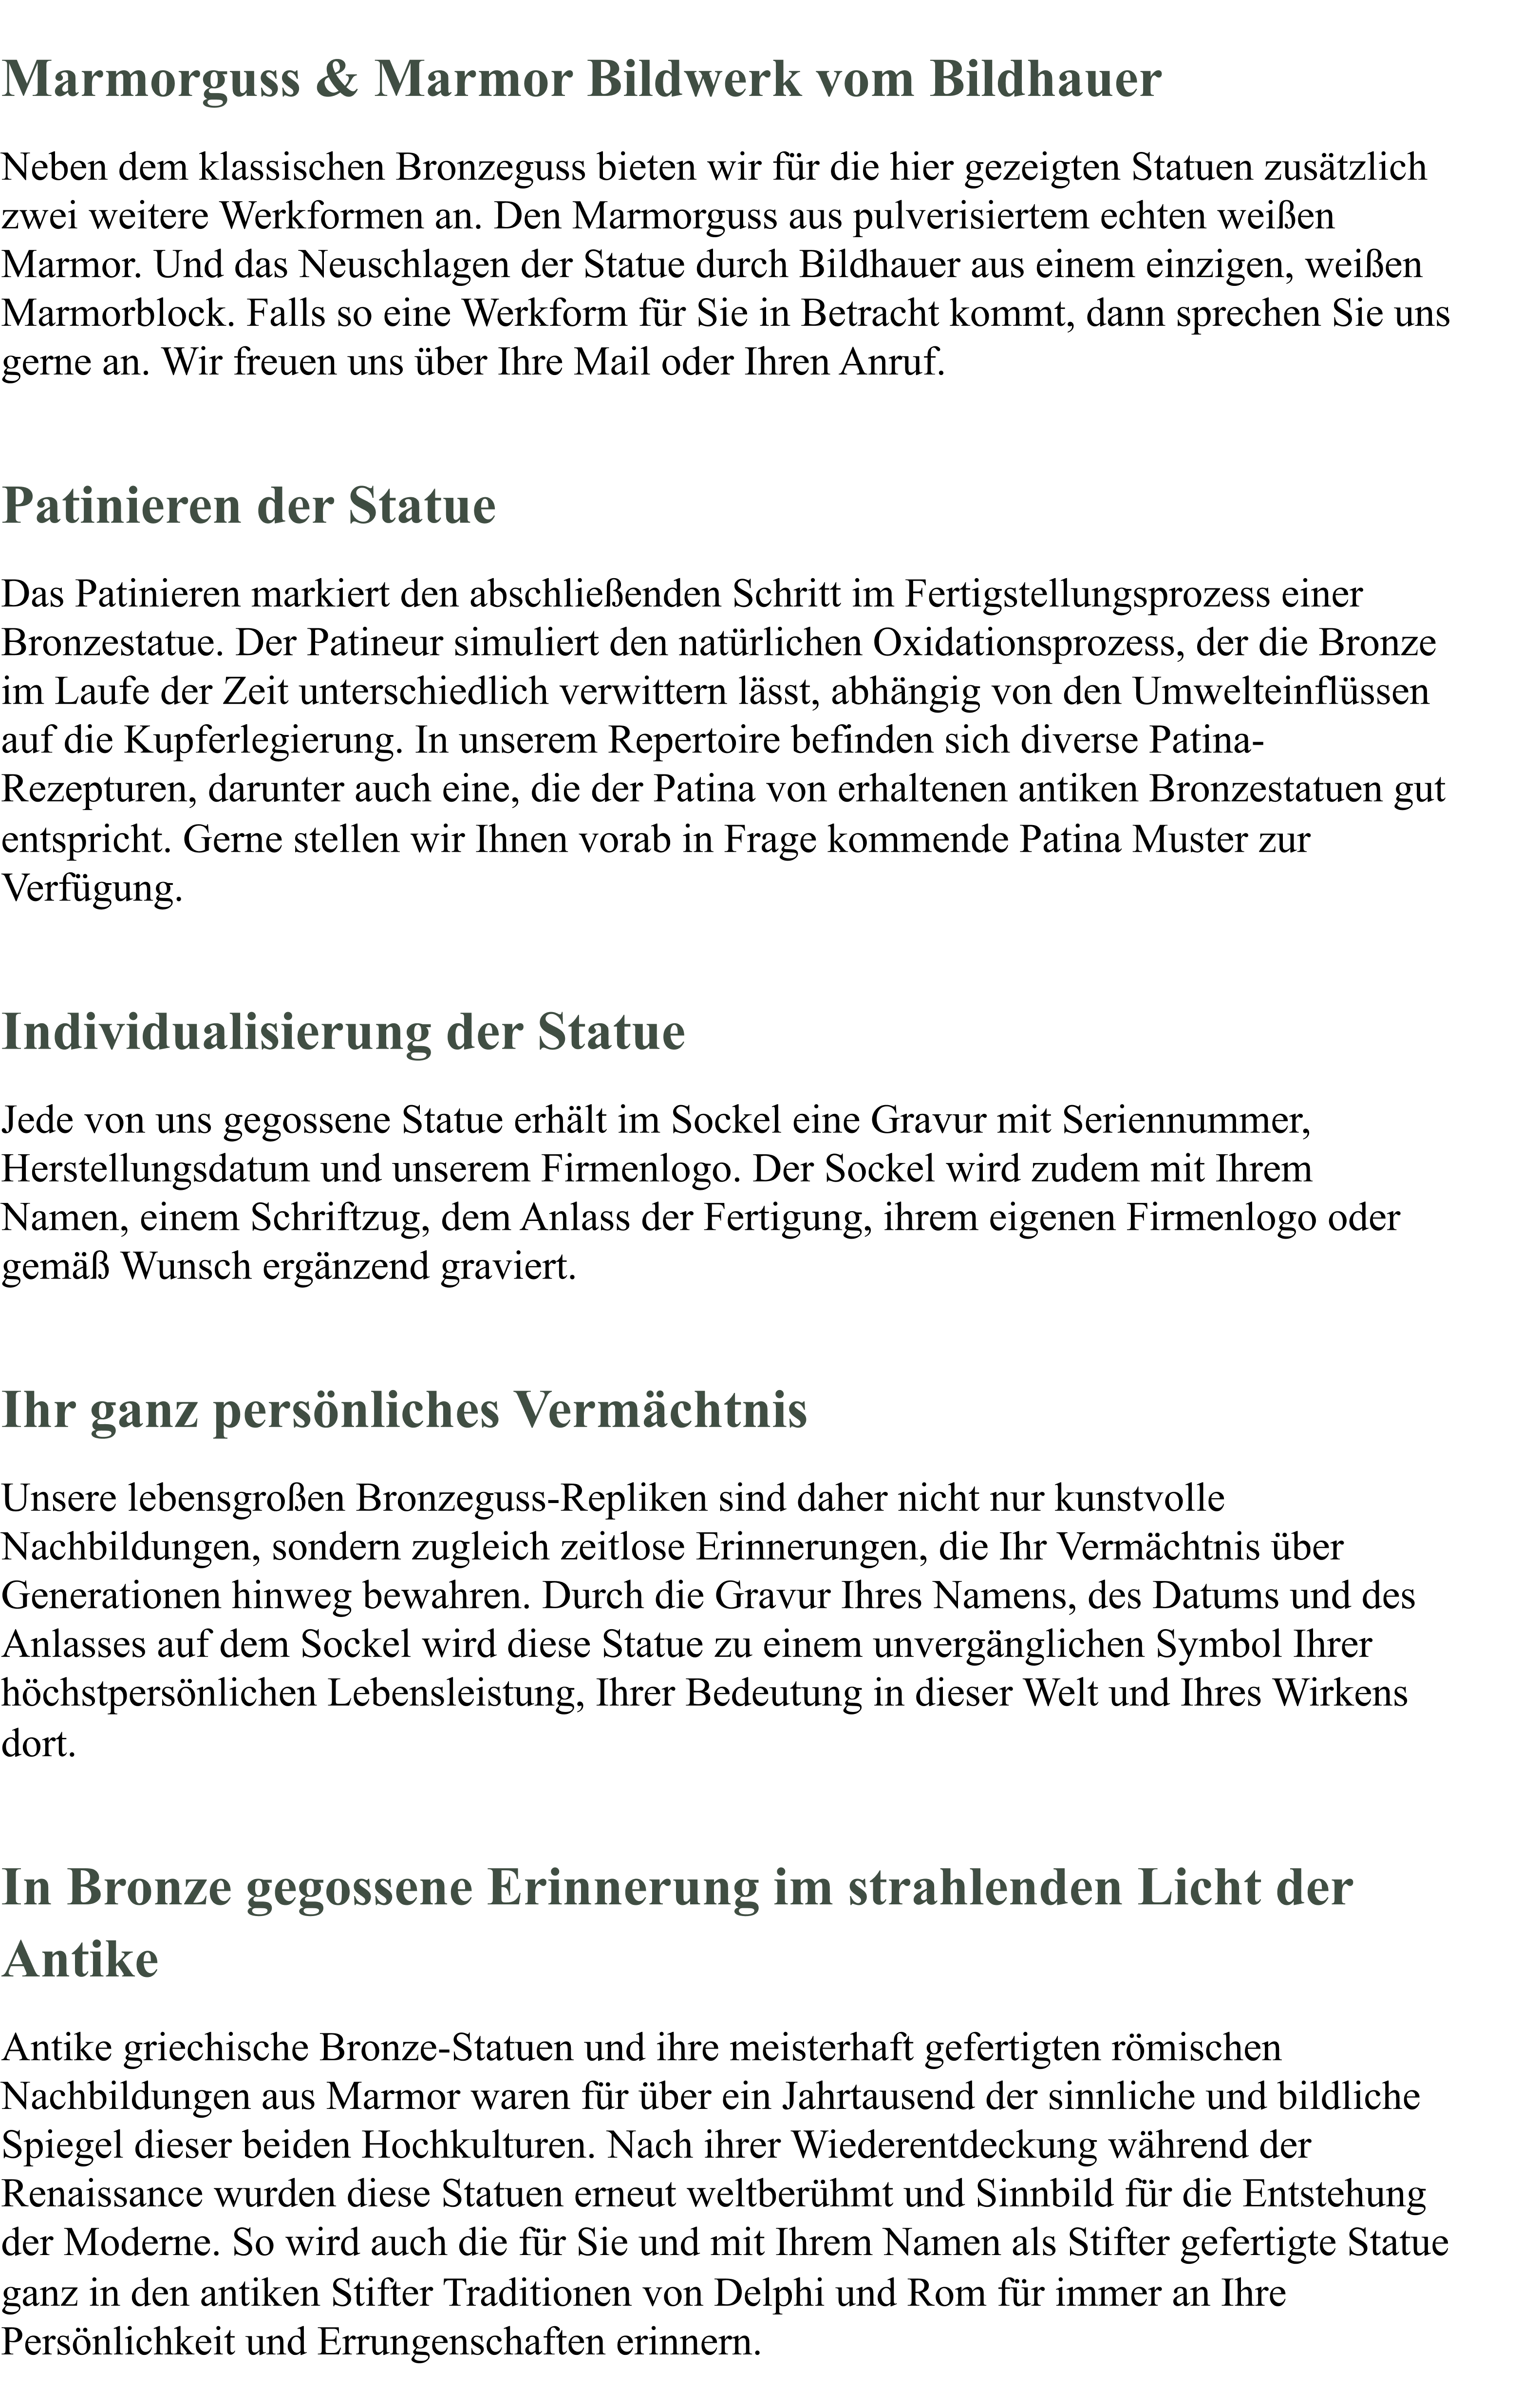 Marmorguss & Marmor Bildwerk vom Bildhauer
Neben dem klassischen Bronzeguss bieten wir für die hier gezeigten Statuen zusätzlich
zwei weitere Werkformen an. Den Marmorguss aus pulverisiertem echten weißen
Marmor. Und das Neuschlagen der Statue durch Bildhauer aus einem einzigen, weißen
Marmorblock. Falls so eine Werkform für Sie in Betracht kommt, dann sprechen Sie uns
gerne an. Wir freuen uns über Ihre Mail oder Ihren Anruf.
Patinieren der Statue
Das Patinieren markiert den abschließenden Schritt im Fertigstellungsprozess einer
Bronzestatue. Der Patineur simuliert den natürlichen Oxidationsprozess, der die Bronze
im Laufe der Zeit unterschiedlich verwittern lässt, abhängig von den Umwelteinflüssen
auf die Kupferlegierung. In unserem Repertoire befinden sich diverse Patina-
Rezepturen, darunter auch eine, die der Patina von erhaltenen antiken Bronzestatuen gut
entspricht. Gerne stellen wir Ihnen vorab in Frage kommende Patina Muster zur
Verfügung.
Individualisierung der Statue
Jede von uns gegossene Statue erhält im Sockel eine Gravur mit Seriennummer,
Herstellungsdatum und unserem Firmenlogo. Der Sockel wird zudem mit Ihrem
Namen, einem Schriftzug, dem Anlass der Fertigung, ihrem eigenen Firmenlogo oder
gemäß Wunsch ergänzend graviert.
Ihr ganz persönliches Vermächtnis
Unsere lebensgroßen Bronzeguss-Repliken sind daher nicht nur kunstvolle
Nachbildungen, sondern zugleich zeitlose Erinnerungen, die Ihr Vermächtnis über
Generationen hinweg bewahren. Durch die Gravur Ihres Namens, des Datums und des
Anlasses auf dem Sockel wird diese Statue zu einem unvergänglichen Symbol Ihrer
höchstpersönlichen Lebensleistung, Ihrer Bedeutung in dieser Welt und Ihres Wirkens
dort.
In Bronze gegossene Erinnerung im strahlenden Licht der
Antike
Antike griechische Bronze-Statuen und ihre meisterhaft gefertigten römischen
Nachbildungen aus Marmor waren für über ein Jahrtausend der sinnliche und bildliche
Spiegel dieser beiden Hochkulturen. Nach ihrer Wiederentdeckung während der
Renaissance wurden diese Statuen erneut weltberühmt und Sinnbild für die Entstehung
der Moderne. So wird auch die für Sie und mit Ihrem Namen als Stifter gefertigte Statue
ganz in den antiken Stifter Traditionen von Delphi und Rom für immer an Ihre
Persönlichkeit und Errungenschaften erinnern.